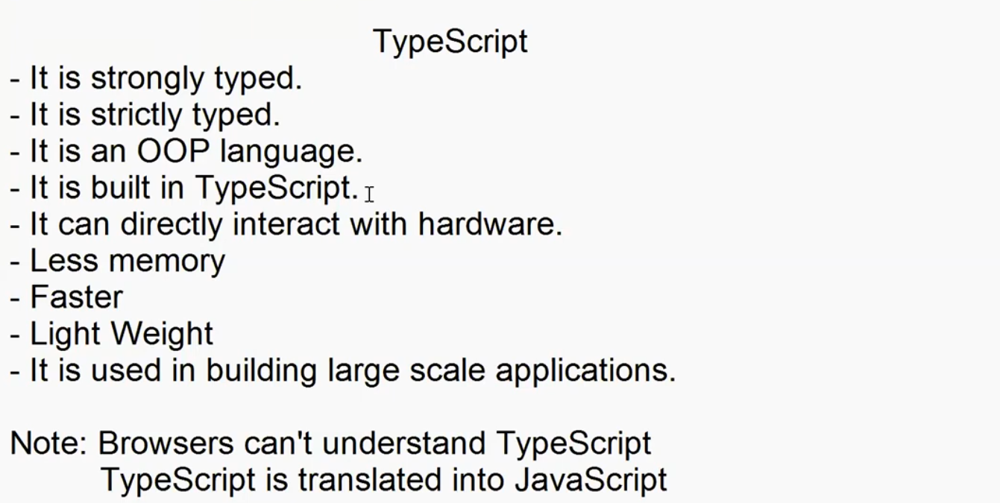 TypeScript
- It is strongly typed.
- It is strictly typed.
- It is an OOP language.
- It is built in TypeScript.
- It can directly interact with hardware.
- Less memory
- Faster
- Light Weight
- It is used in building large scale applications.
Note: Browsers can't understand TypeScript
TypeScript is translated into JavaScript